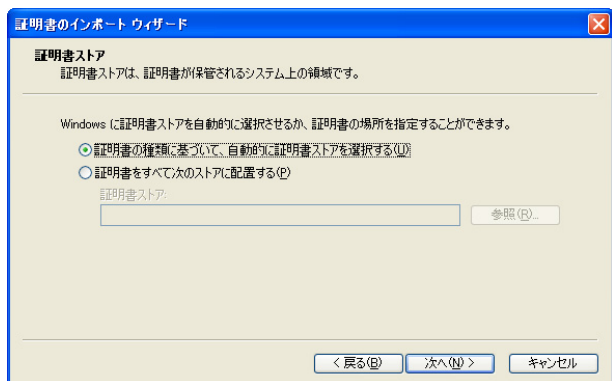 証明書のインポート ウィザード
証明書ストア
証明書ストアは、証明書が保管されるシステム上の領域です。
Windows に証明書ストアを自動的に選択させるか、証明書の場所を指定することができます。
証明書の種類に基づいて、自動的に証明書ストアを選択する(U)
証明書をすべて次のストアに配置する(P)
証明書ストア:
参照(R)...
< 戻る(B)
次へ(N) >
キャンセル